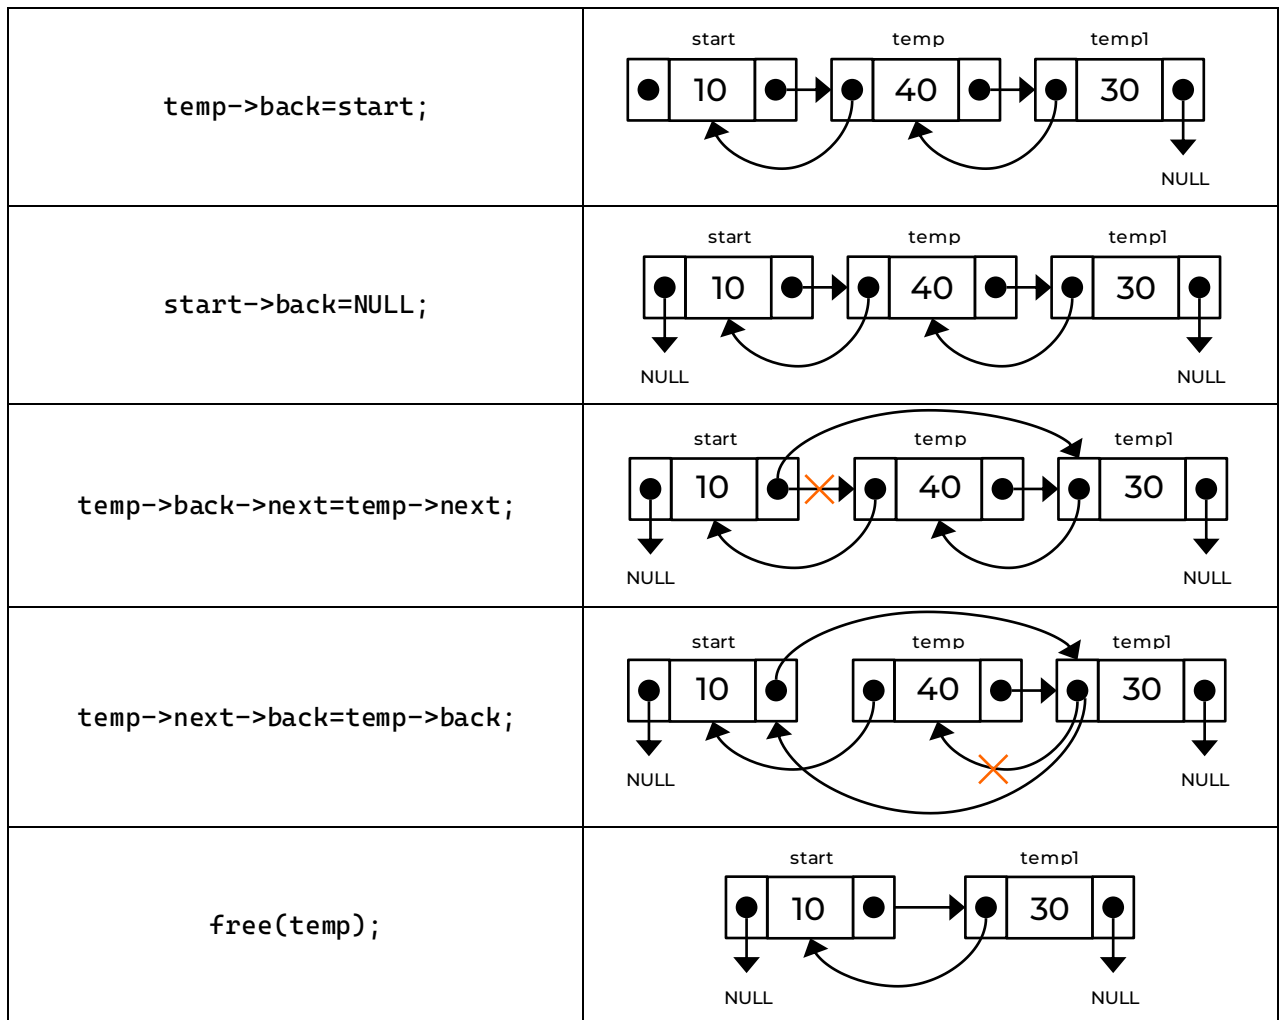 temp->back=start;
start temp temp1
10 40 30
NULL
start->back=NULL;
start temp temp1
10 40 30
NULL NULL
temp->back->next=temp->next;
start temp temp1
10 40 30
NULL NULL
temp->next->back=temp->back;
start temp temp1
10 40 30
NULL NULL
free(temp);
start temp1
10 30
NULL NULL